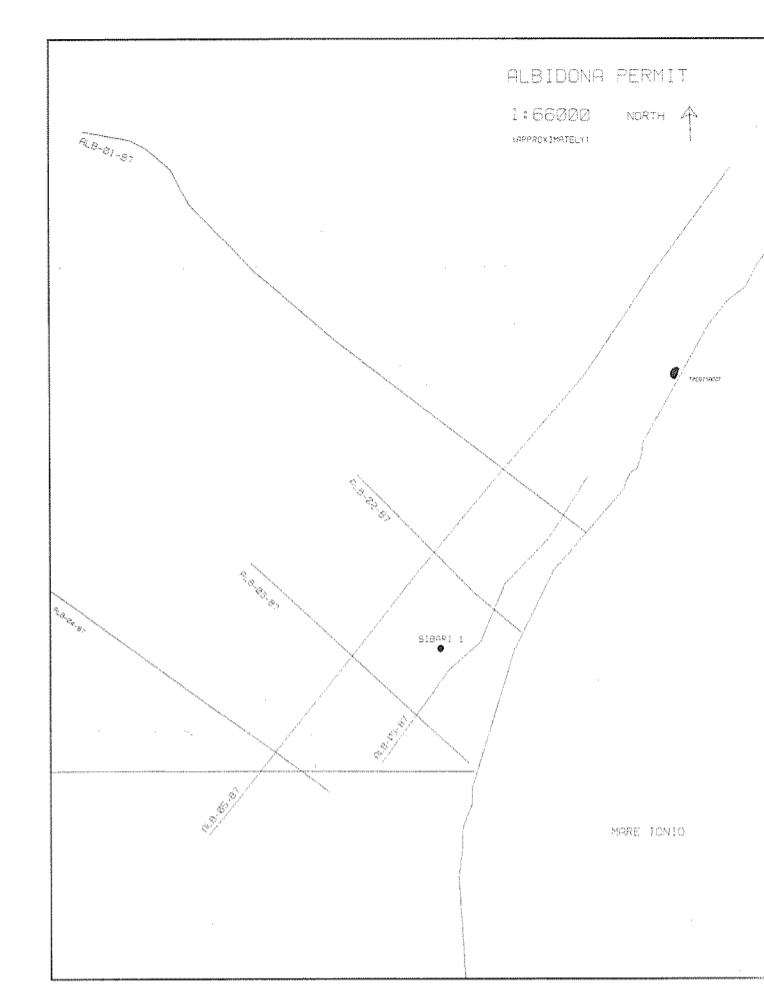 ALBIDONA PERMIT
1:66000 NORTH
(APPROXIMATELY)
ALB-01-87
ALB-02-87
ALB-03-87
ALB-04-87
SIBARI 1
ALB-05-87
MARE IONIO